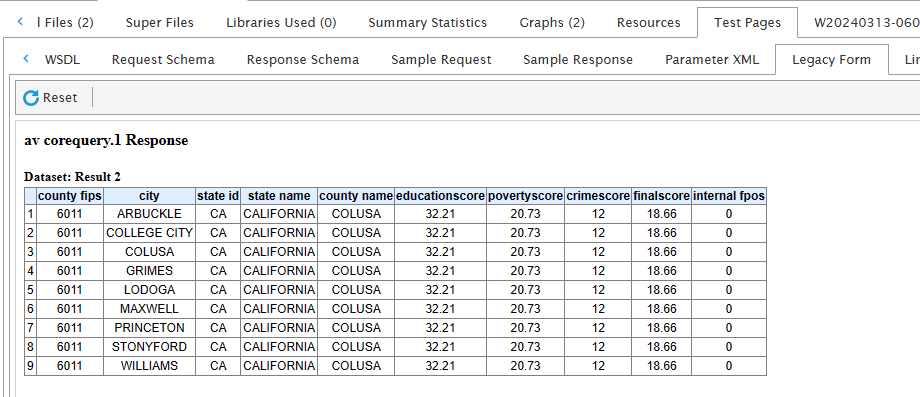 l Files (2) Super Files Libraries Used (0) Summary Statistics Graphs (2) Resources Test Pages W20240313-060
WSDL Request Schema Response Schema Sample Request Sample Response Parameter XML Legacy Form Lin
Reset
av corequery.1 Response
Dataset: Result 2
county fips city state id state name county name educationscore povertyscore crimescore finalscore internal fpos
1 6011 ARBUCKLE CA CALIFORNIA COLUSA 32.21 20.73 12 18.66 0
2 6011 COLLEGE CITY CA CALIFORNIA COLUSA 32.21 20.73 12 18.66 0
3 6011 COLUSA CA CALIFORNIA COLUSA 32.21 20.73 12 18.66 0
4 6011 GRIMES CA CALIFORNIA COLUSA 32.21 20.73 12 18.66 0
5 6011 LODOGA CA CALIFORNIA COLUSA 32.21 20.73 12 18.66 0
6 6011 MAXWELL CA CALIFORNIA COLUSA 32.21 20.73 12 18.66 0
7 6011 PRINCETON CA CALIFORNIA COLUSA 32.21 20.73 12 18.66 0
8 6011 STONYFORD CA CALIFORNIA COLUSA 32.21 20.73 12 18.66 0
9 6011 WILLIAMS CA CALIFORNIA COLUSA 32.21 20.73 12 18.66 0